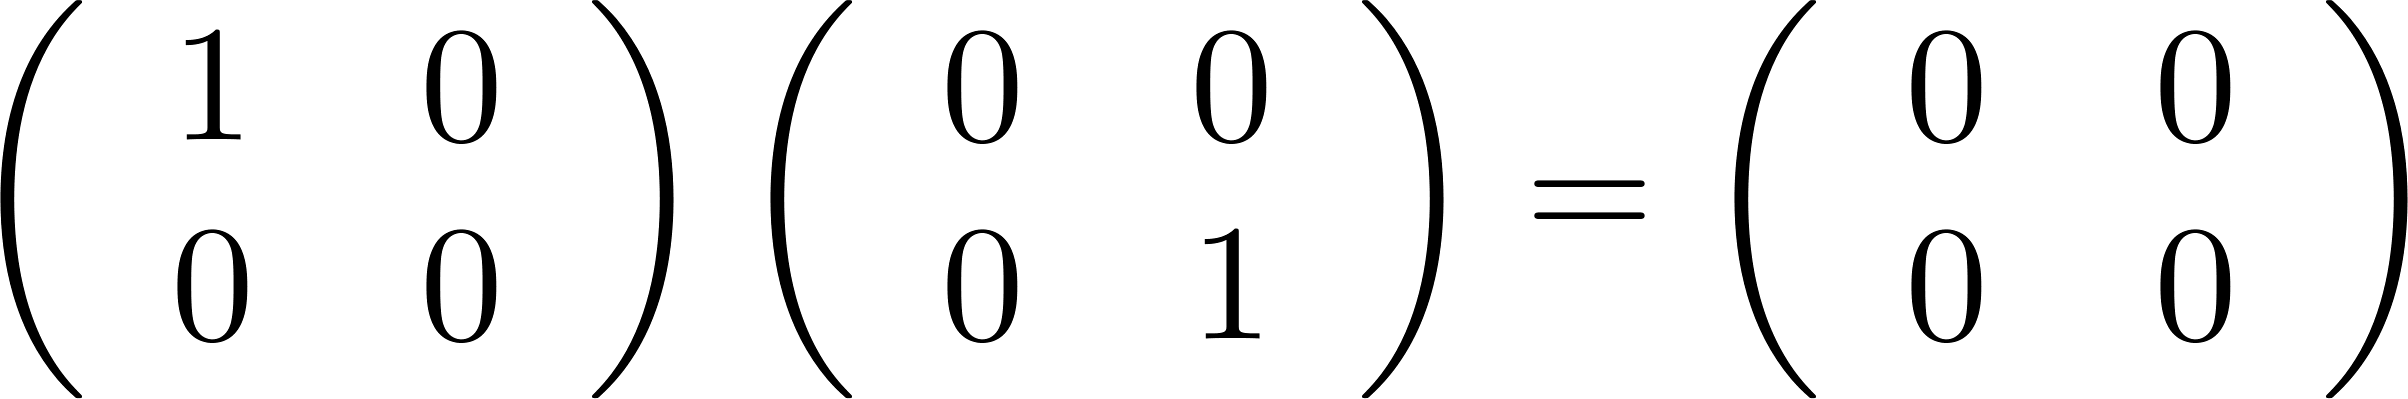 ( 1 0 ) ( 0 0 ) = ( 0 0 )
( 0 0 ) ( 0 1 ) ( 0 0 )